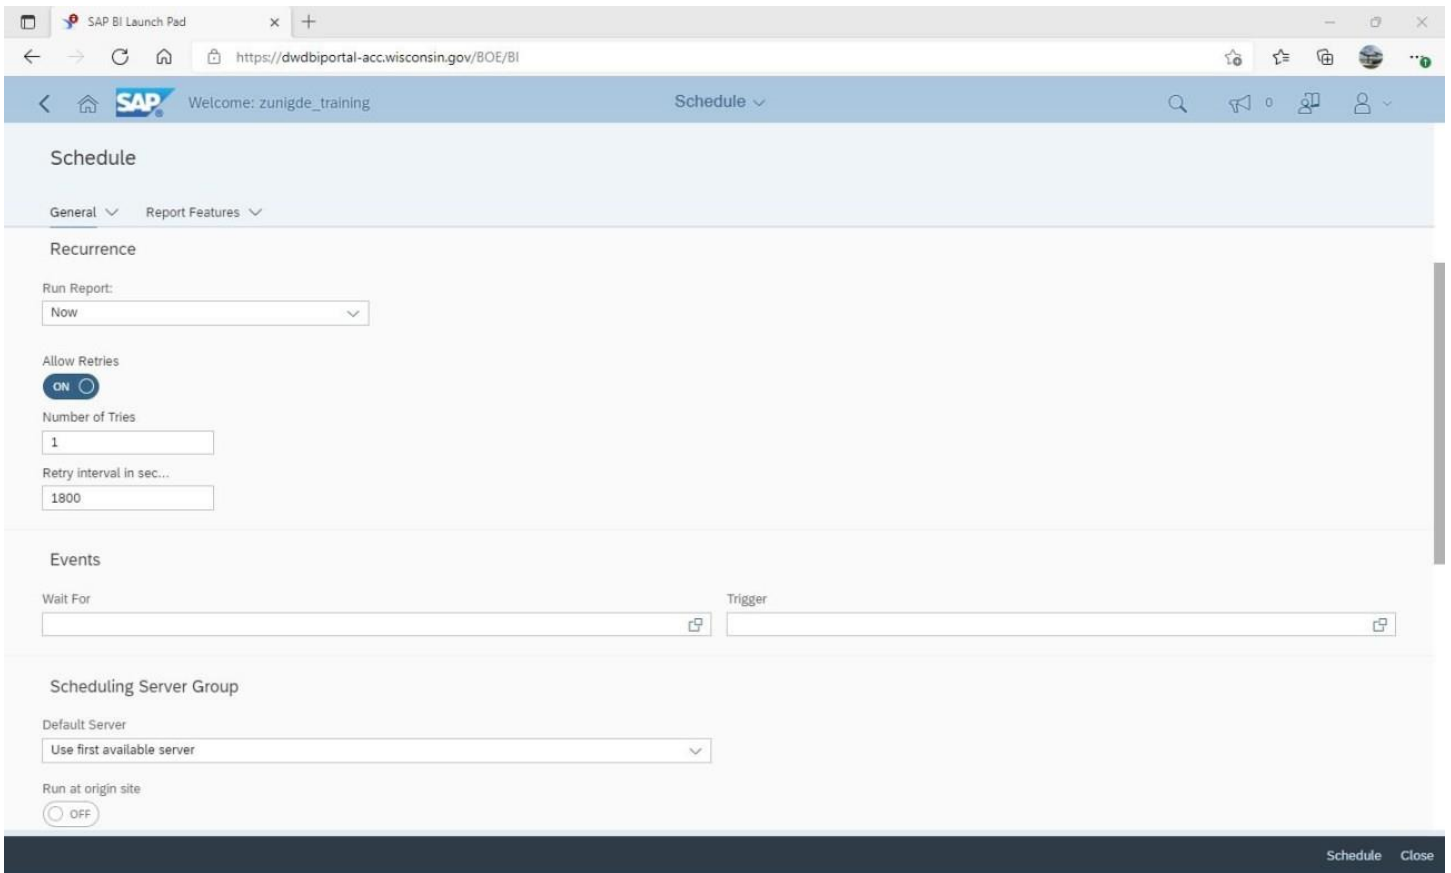 SAP BI Launch Pad
https://dwdbiportal-acc.wisconsin.gov/BOE/BI
SAP Welcome: zunigde_training Schedule 0
Schedule
General Report Features
Recurrence
Run Report:
Now
Allow Retries
ON
Number of Tries
1
Retry interval in sec...
1800
Events
Wait For Trigger
Scheduling Server Group
Default Server
Use first available server
Run at origin site
OFF
Schedule Close